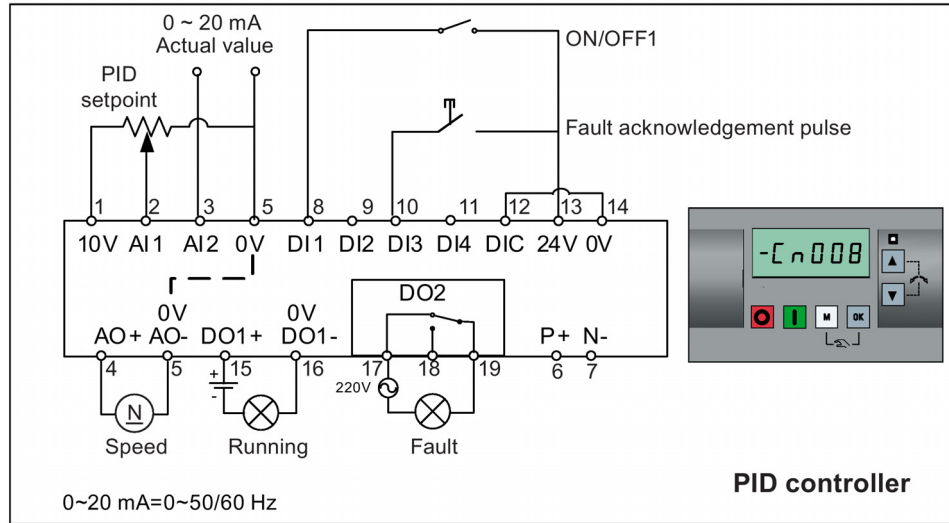 0 ~ 20 mA
Actual value
ON/OFF1
PID
setpoint
Fault acknowledgement pulse
1 2 3 5 8 9 10 11 12 13 14
10V AI1 AI2 0V DI1 DI2 DI3 DI4 DIC 24V 0V
-Cn008
M OK
DO2
0V 0V
AO+ AO- DO1+ DO1- P+ N-
4 5 15 16 17 18 19 6 7
+
-
220V
N
Speed Running Fault
PID controller
0~20 mA=0~50/60 Hz